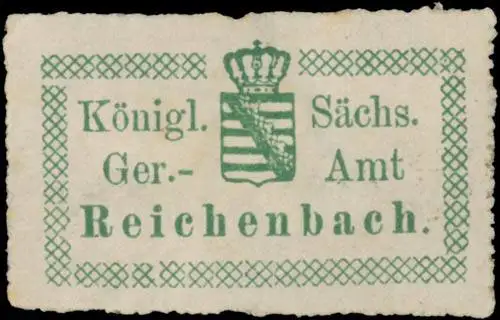 Königl. Sächs.
Ger.- Amt
Reichenbach.